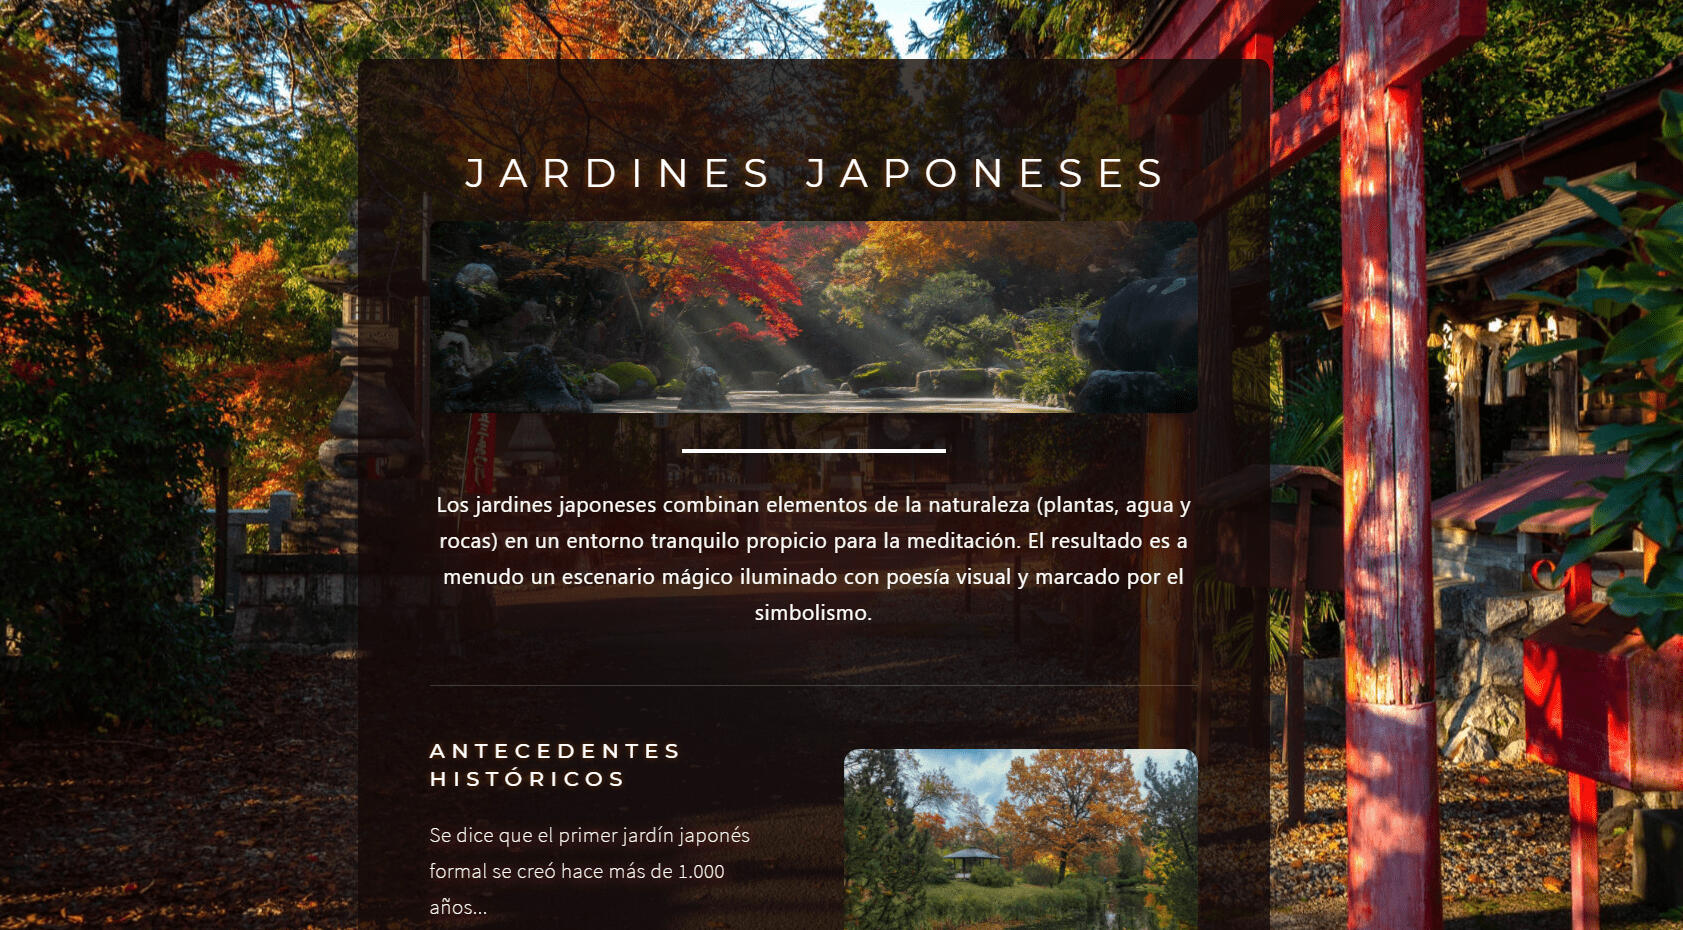 JARDINES JAPONESES
Los jardines japoneses combinan elementos de la naturaleza (plantas, agua y
rocas) en un entorno tranquilo propicio para la meditación. El resultado es a
menudo un escenario mágico iluminado con poesía visual y marcado por el
simbolismo.
ANTECEDENTES
HISTÓRICOS
Se dice que el primer jardín japonés
formal se creó hace más de 1.000
años...